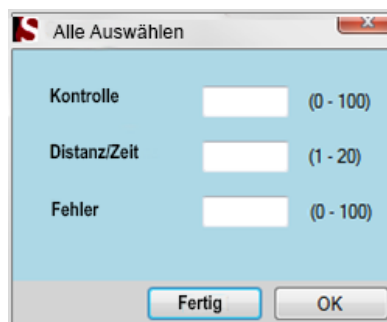 Alle Auswählen
Kontrolle (0 - 100)
Distanz/Zeit (1 - 20)
Fehler (0 - 100)
Fertig OK